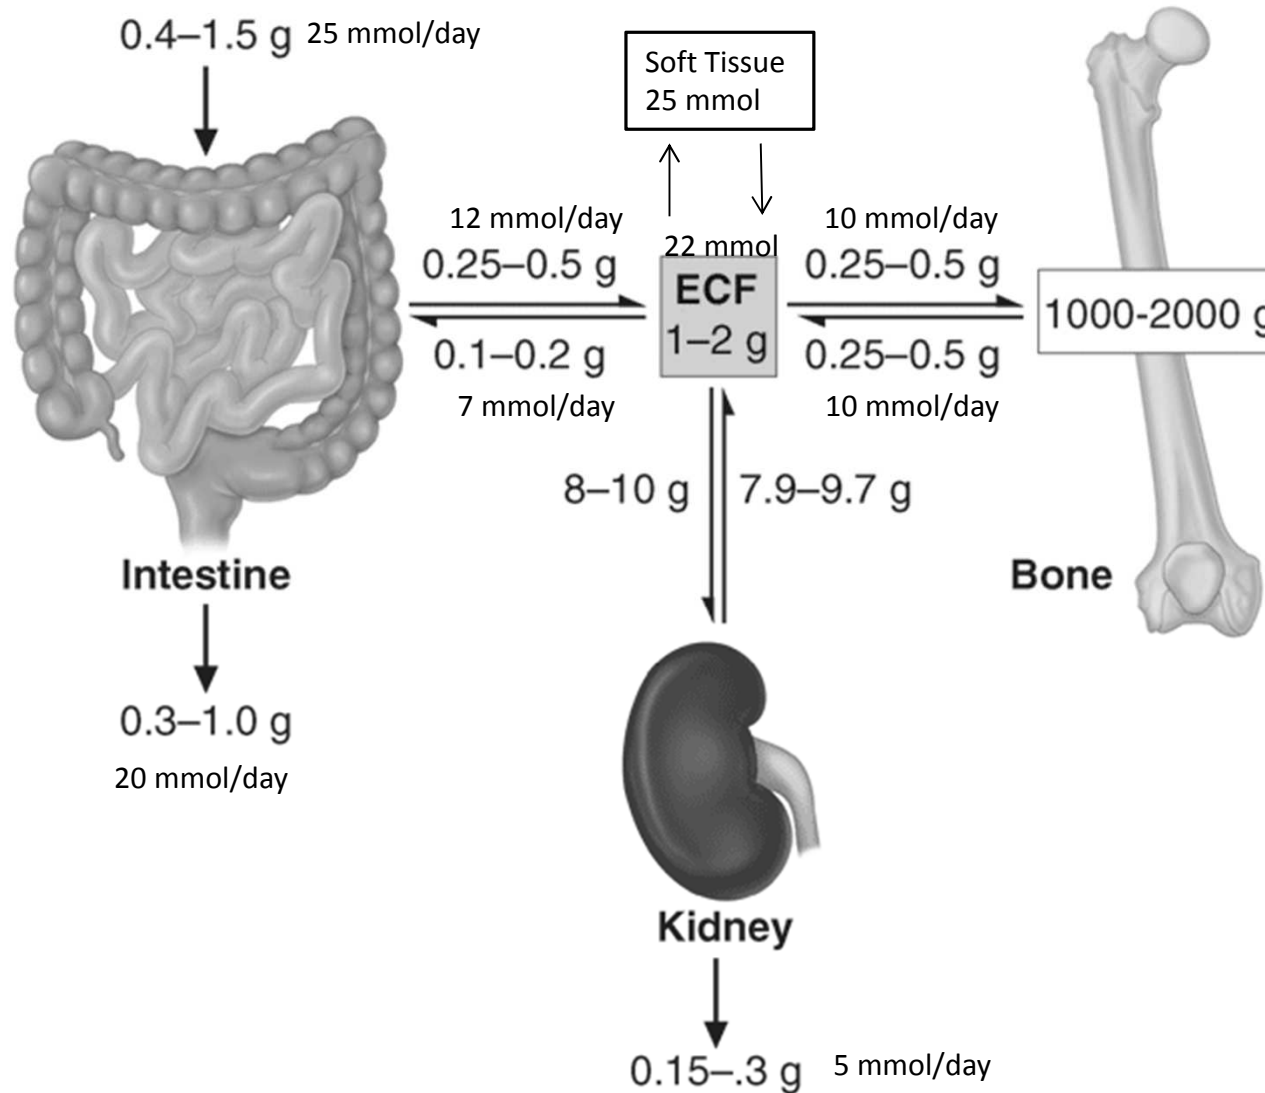 0.4–1.5 g 25 mmol/day
Soft Tissue
25 mmol
12 mmol/day
0.25–0.5 g
22 mmol
ECF
1–2 g
10 mmol/day
0.25–0.5 g
1000-2000 g
0.1–0.2 g
7 mmol/day
0.25–0.5 g
10 mmol/day
8–10 g
7.9–9.7 g
Intestine
Bone
0.3–1.0 g
20 mmol/day
Kidney
0.15–.3 g 5 mmol/day